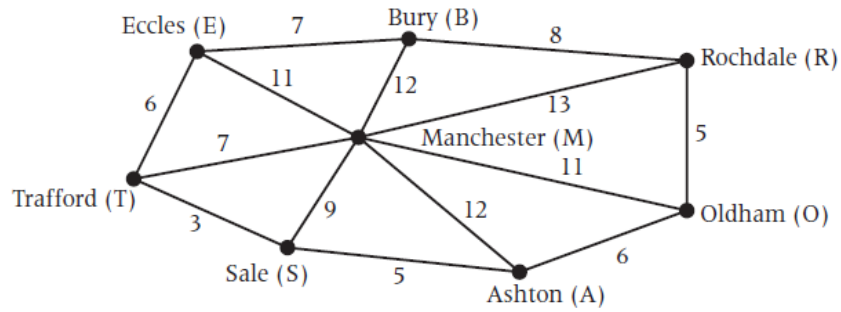 Bury (B)
Eccles (E)
7
8
Rochdale (R)
11
12
6
13
7
Manchester (M)
5
11
Trafford (T)
9
12
Oldham (O)
3
6
Sale (S)
5
Ashton (A)